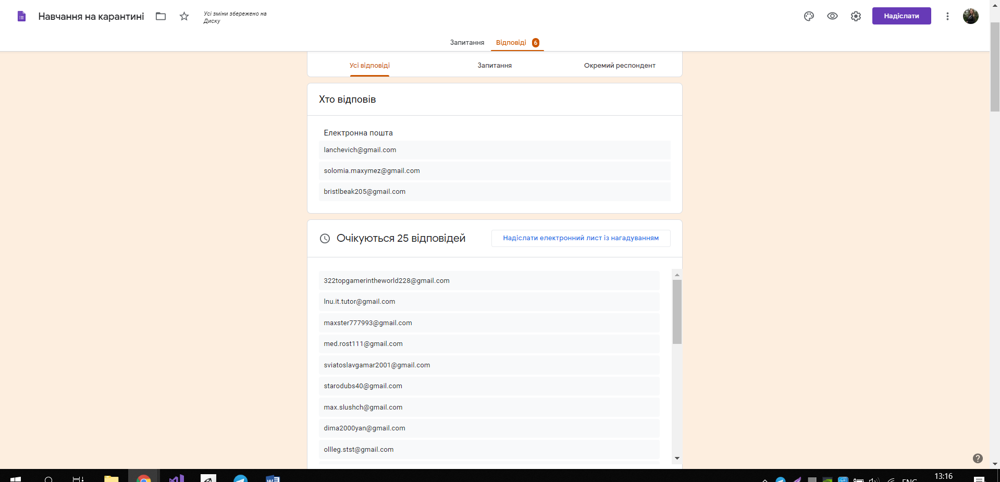 Навчання на карантині
Усі зміни збережено на
Диску
Надіслати
Запитання
Відповіді 6
Усі відповіді
Запитання
Окремий респондент
Хто відповів
Електронна пошта
lanchevich@gmail.com
solomia.maxymez@gmail.com
bristlbeak205@gmail.com
Очікуються 25 відповідей
Надіслати електронний лист із нагадуванням
322topgamerintheworld228@gmail.com
lnu.it.tutor@gmail.com
maxster777993@gmail.com
med.rost111@gmail.com
sviatoslavgamar2001@gmail.com
starodubs40@gmail.com
max.slushch@gmail.com
dima2000yan@gmail.com
ollleg.stst@gmail.com
ENG
13:16